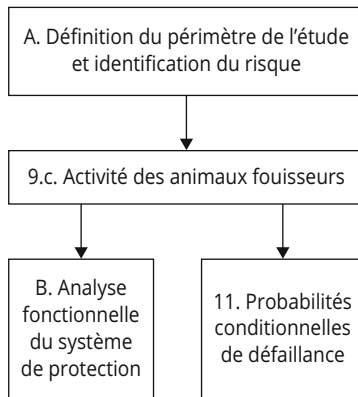 A. Définition du périmètre de l’étude
et identification du risque
9.c. Activité des animaux fouisseurs
B. Analyse
fonctionnelle
du système
de protection
11. Probabilités
conditionnelles
de défaillance